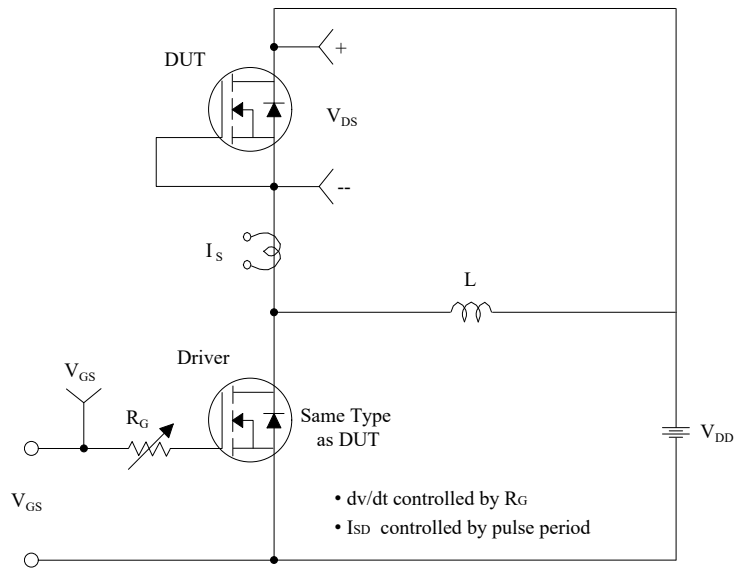 DUT
+
VDS
--
IS
L
Driver
VGS
RG
Same Type
as DUT
VDD
VGS
• dv/dt controlled by RG
• ISD controlled by pulse period